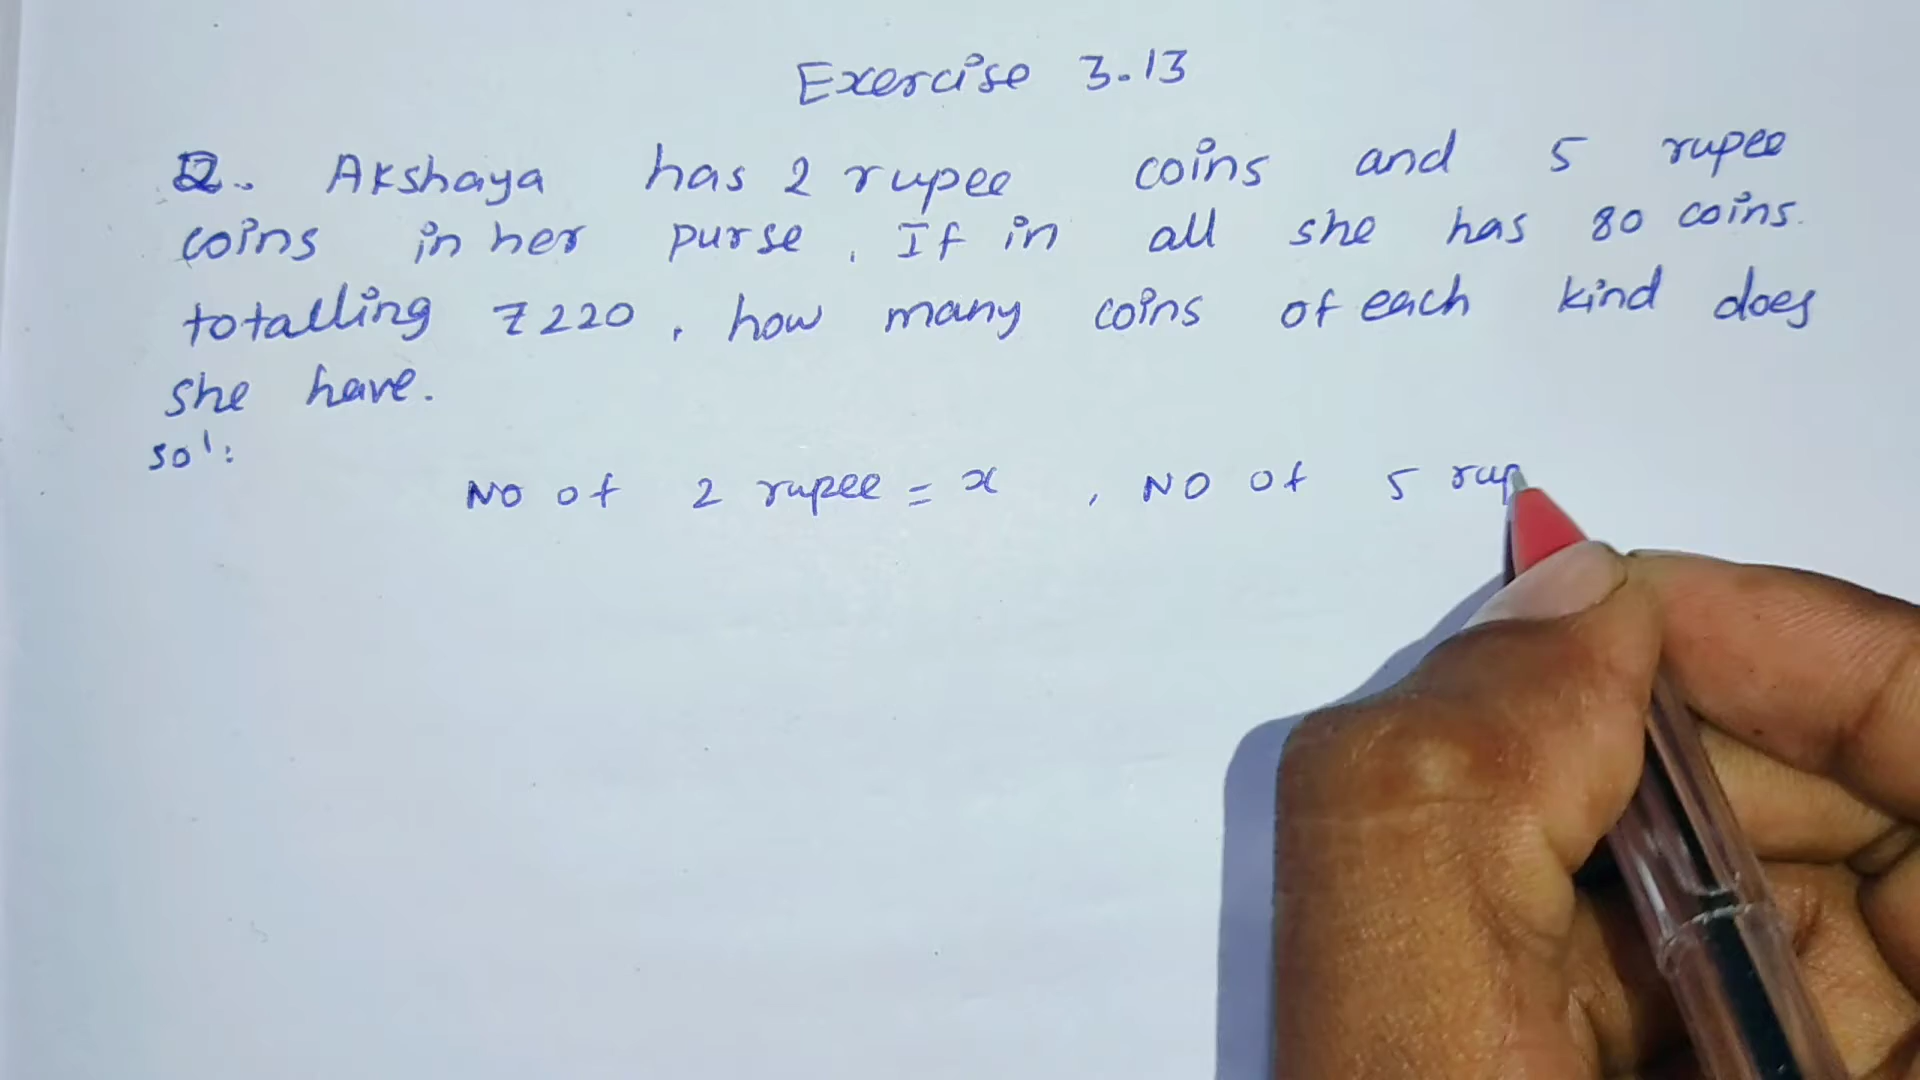 Exercise 3.13
Q. Akshaya has 2 rupee coins and 5 rupee
coins in her purse. If in all she has 80 coins.
totalling ₹220, how many coins of each kind does
she have.
Sol:
NO of 2 rupee = x , NO of 5 rup